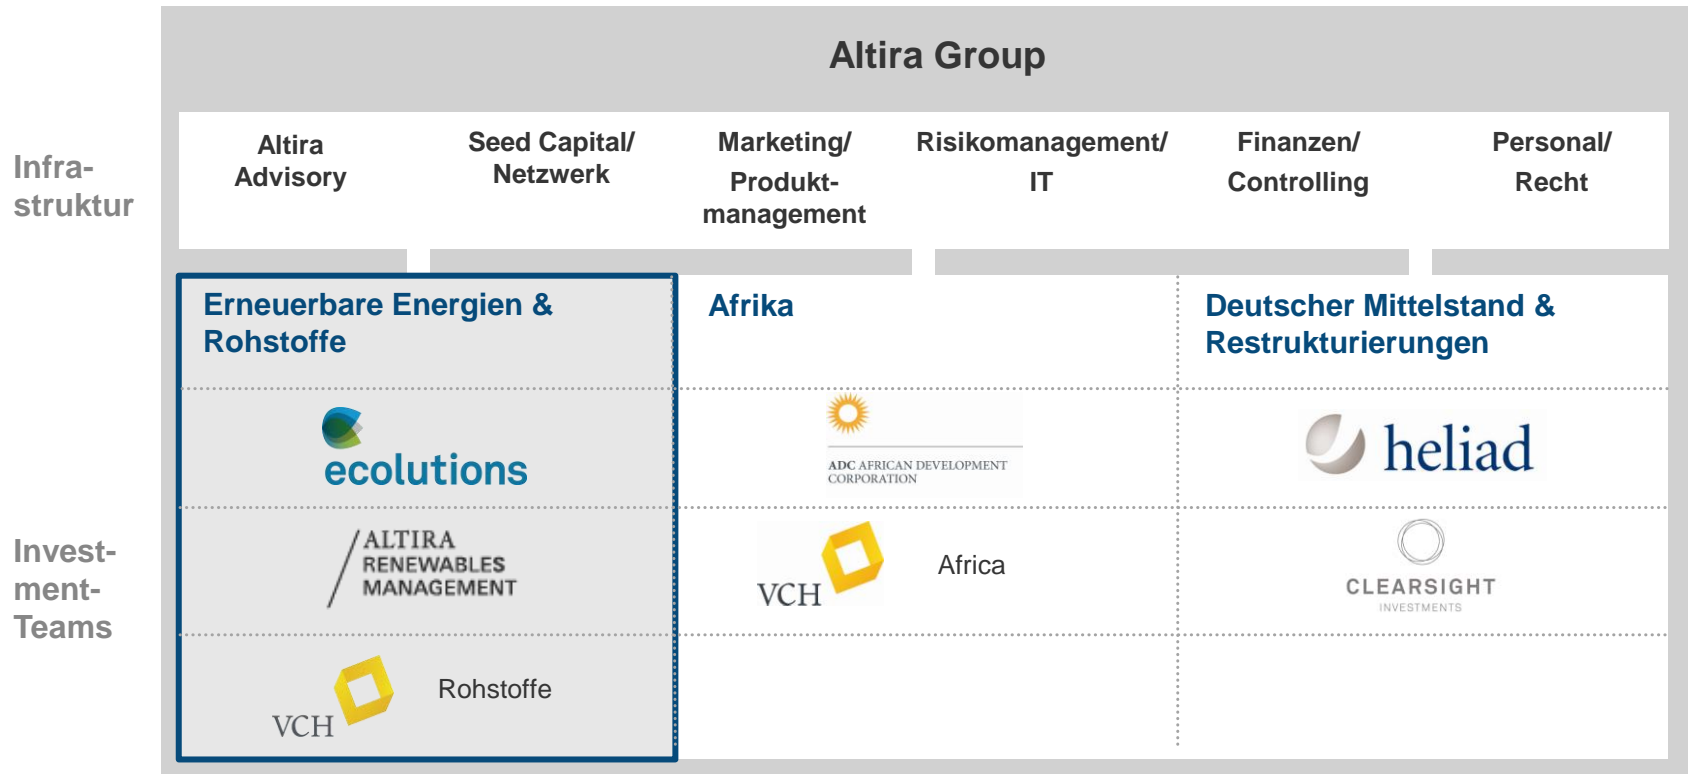 Altira Group
Infra-
struktur
Altira
Advisory
Seed Capital/
Netzwerk
Marketing/
Produkt-
management
Risikomanagement/
IT
Finanzen/
Controlling
Personal/
Recht
Invest-
ment-
Teams
Erneuerbare Energien &
Rohstoffe
Afrika
Deutscher Mittelstand &
Restrukturierungen
ecolutions
ADC AFRICAN DEVELOPMENT
CORPORATION
heliad
ALTIRA
RENEWABLES
MANAGEMENT
VCH
Africa
CLEARSIGHT
INVESTMENTS
VCH
Rohstoffe